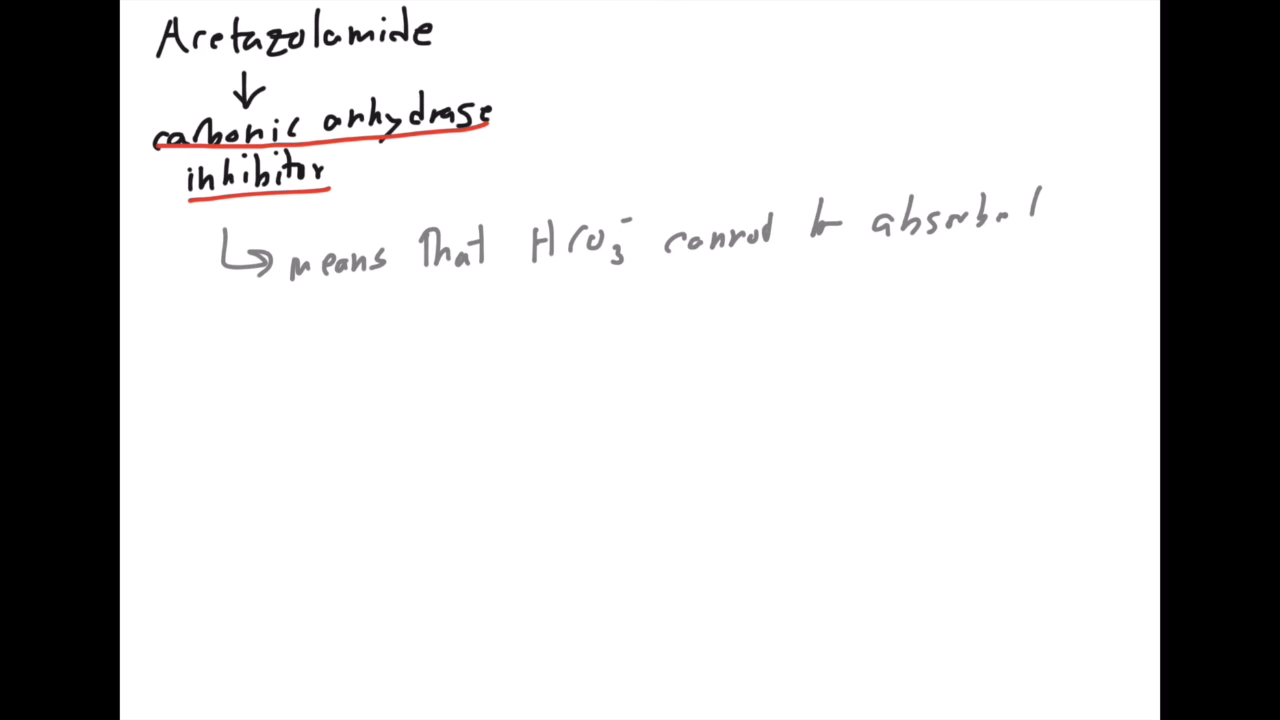 Acetazolamide
↓
carbonic anhydrase
inhibitor
↳ means that HCO₃⁻ cannot be absorbed